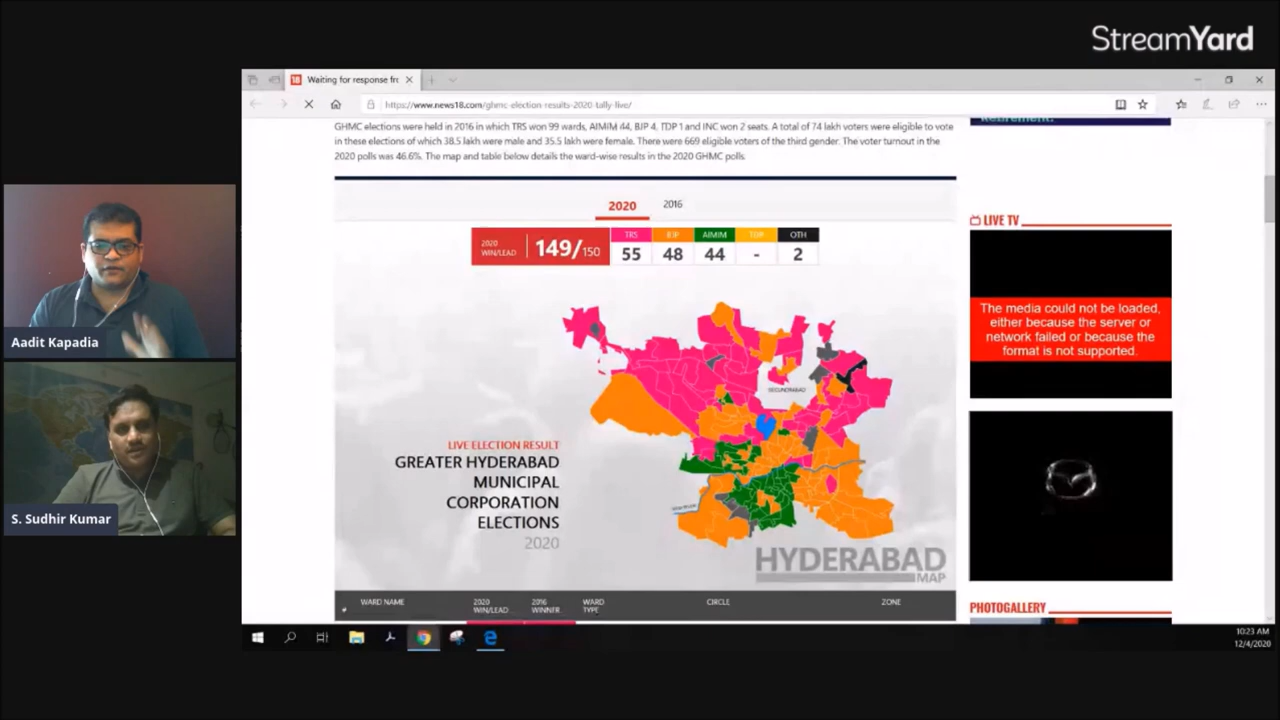 StreamYard
Waiting for response fr
https://www.news18.com/ghmc-election-results-2020-tally-live/
GHMC elections were held in 2016 in which TRS won 99 wards, AIMIM 44, BJP 4, TDP 1 and INC won 2 seats. A total of 74 lakh voters were eligible to vote
in these elections of which 38.5 lakh were male and 35.5 lakh were female. There were 669 eligible voters of the third gender. The voter turnout in the
2020 polls was 46.6%. The map and table below details the ward-wise results in the 2020 GHMC polls.
2020 2016
2020 WIN/LEAD 149/150
TRS BJP AIMIM TDP OTH
55 48 44 - 2
SECUNDRABAD
LIVE ELECTION RESULT
GREATER HYDERABAD
MUNICIPAL
CORPORATION
ELECTIONS
2020
HYDERABAD
MAP
# WARD NAME 2020 WIN/LEAD 2016 WINNER WARD TYPE CIRCLE ZONE
LIVE TV
The media could not be loaded,
either because the server or
network failed or because the
format is not supported.
PHOTOGALLERY
Aadit Kapadia
S. Sudhir Kumar
10:23 AM
12/4/2020